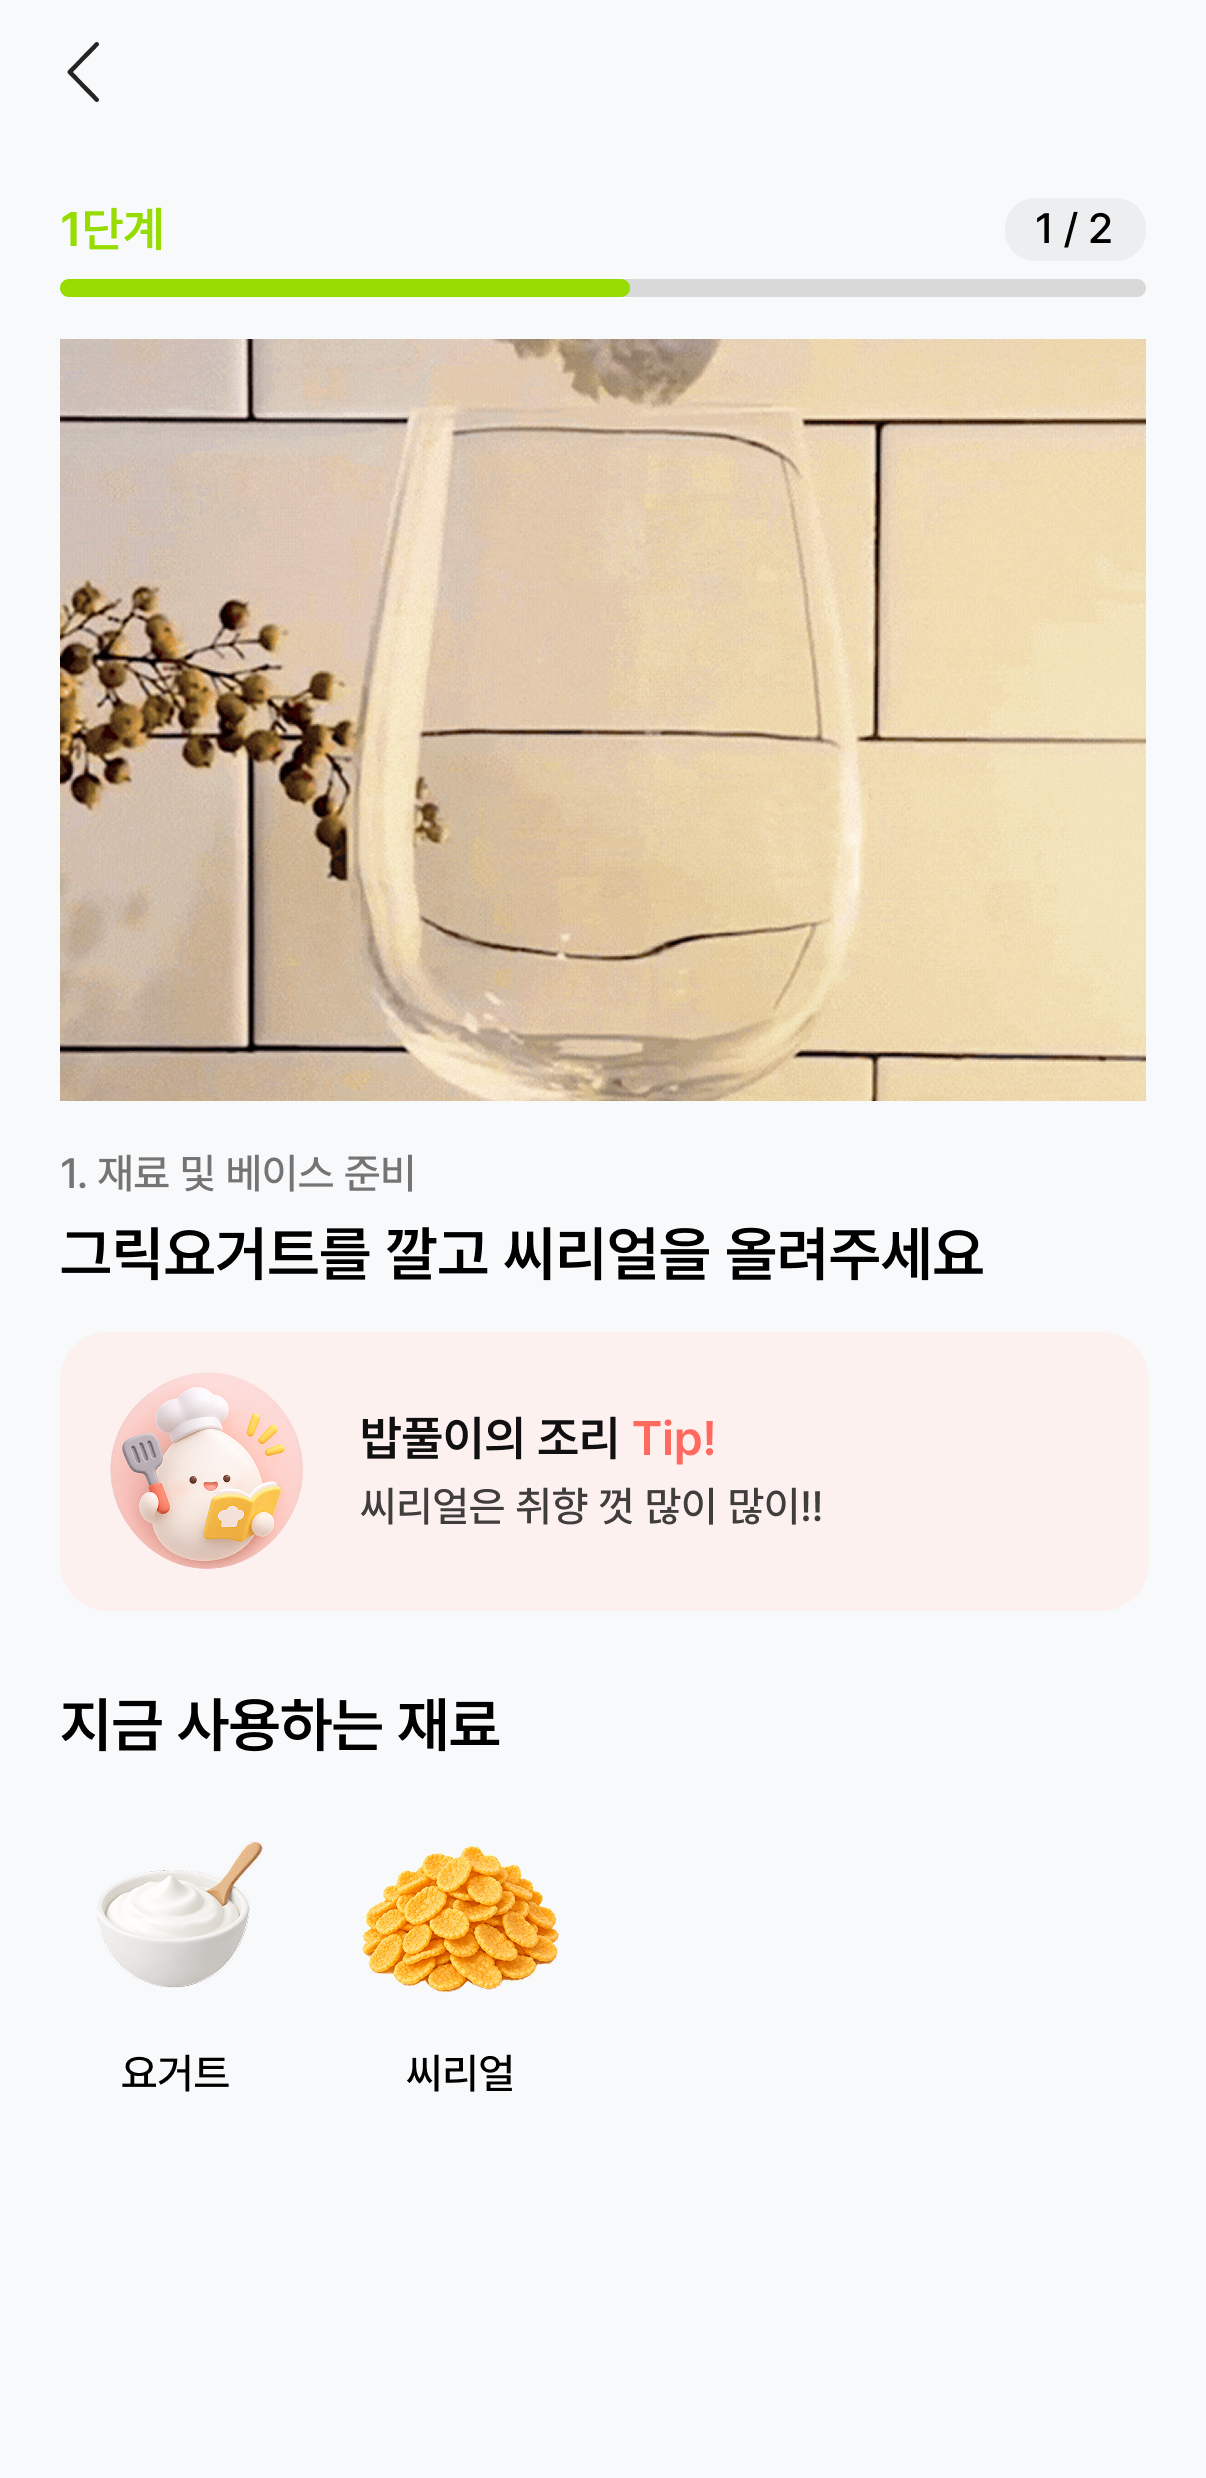 1단계
1 / 2
1. 재료 및 베이스 준비
그릭요거트를 깔고 씨리얼을 올려주세요
밥풀이의 조리 Tip!
씨리얼은 취향 껏 많이 많이!!
지금 사용하는 재료
요거트
씨리얼